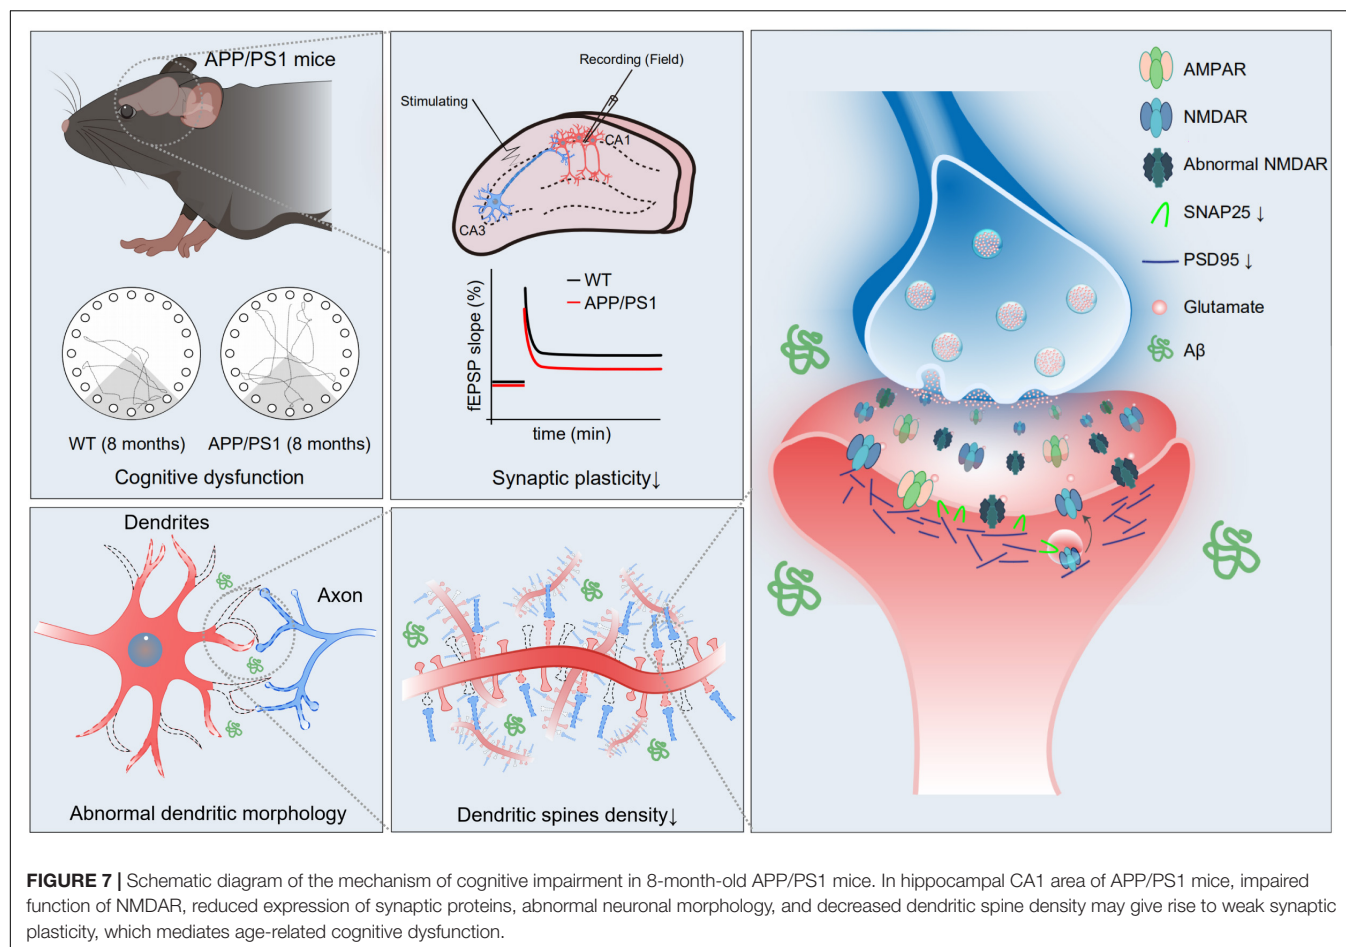 APP/PS1 mice
WT (8 months)
APP/PS1 (8 months)
Cognitive dysfunction
Recording (Field)
Stimulating
CA1
CA3
fEPSP slope (%)
WT
APP/PS1
time (min)
Synaptic plasticity↓
Dendrites
Axon
Abnormal dendritic morphology
Dendritic spines density↓
AMPAR
NMDAR
Abnormal NMDAR
SNAP25 ↓
PSD95 ↓
Glutamate
Aβ
FIGURE 7 | Schematic diagram of the mechanism of cognitive impairment in 8-month-old APP/PS1 mice. In hippocampal CA1 area of APP/PS1 mice, impaired
function of NMDAR, reduced expression of synaptic proteins, abnormal neuronal morphology, and decreased dendritic spine density may give rise to weak synaptic
plasticity, which mediates age-related cognitive dysfunction.